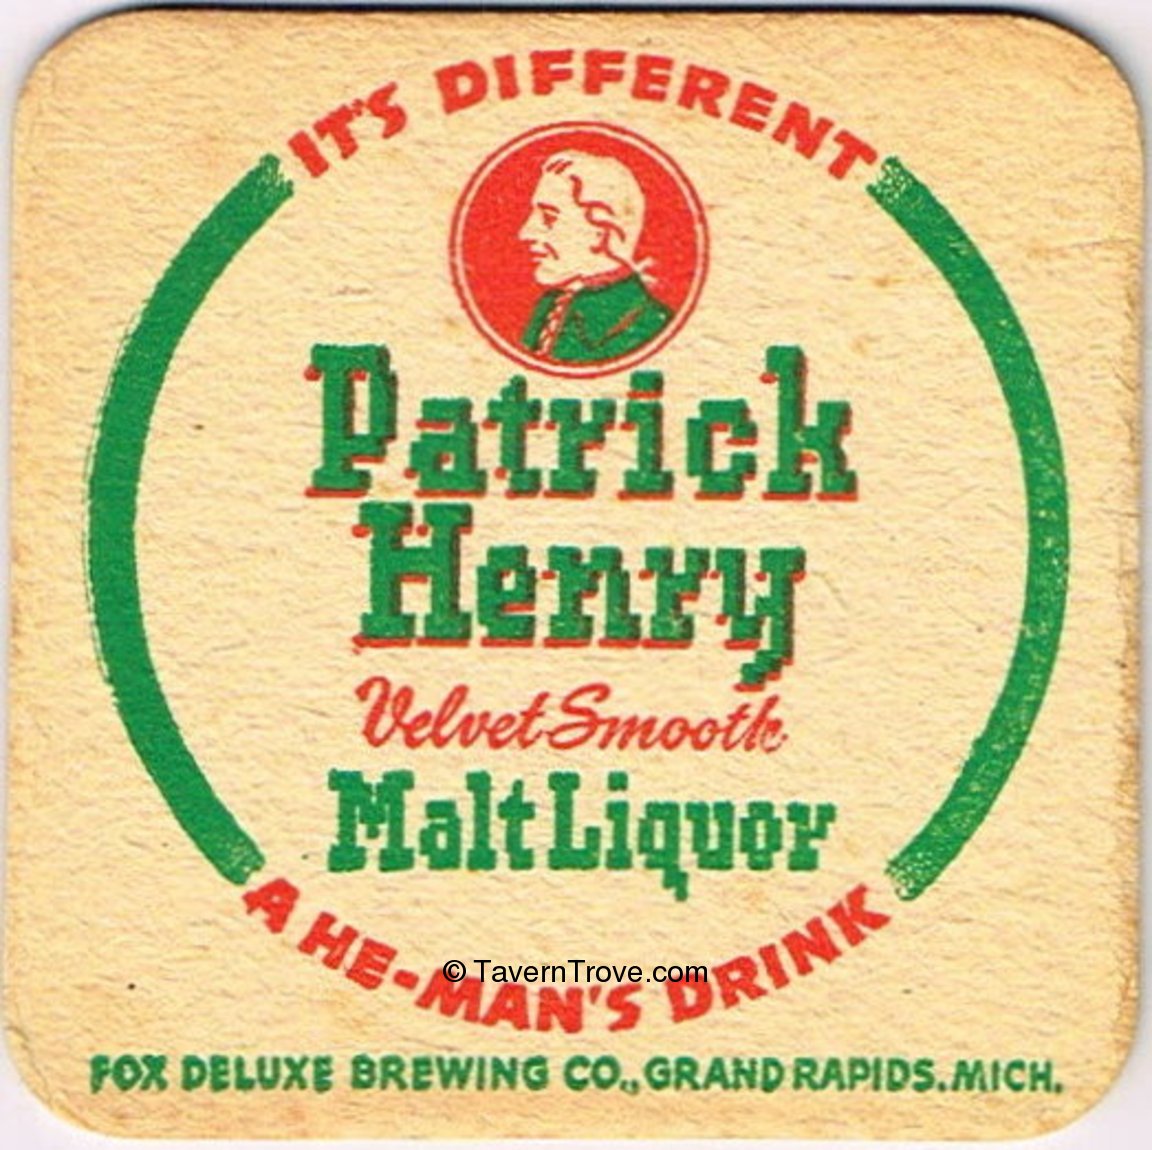 IT'S DIFFERENT
Patrick
Henry
Velvet-Smooth
Malt Liquor
A HE-MAN'S DRINK
© TavernTrove.com
FOX DELUXE BREWING CO., GRAND RAPIDS. MICH.